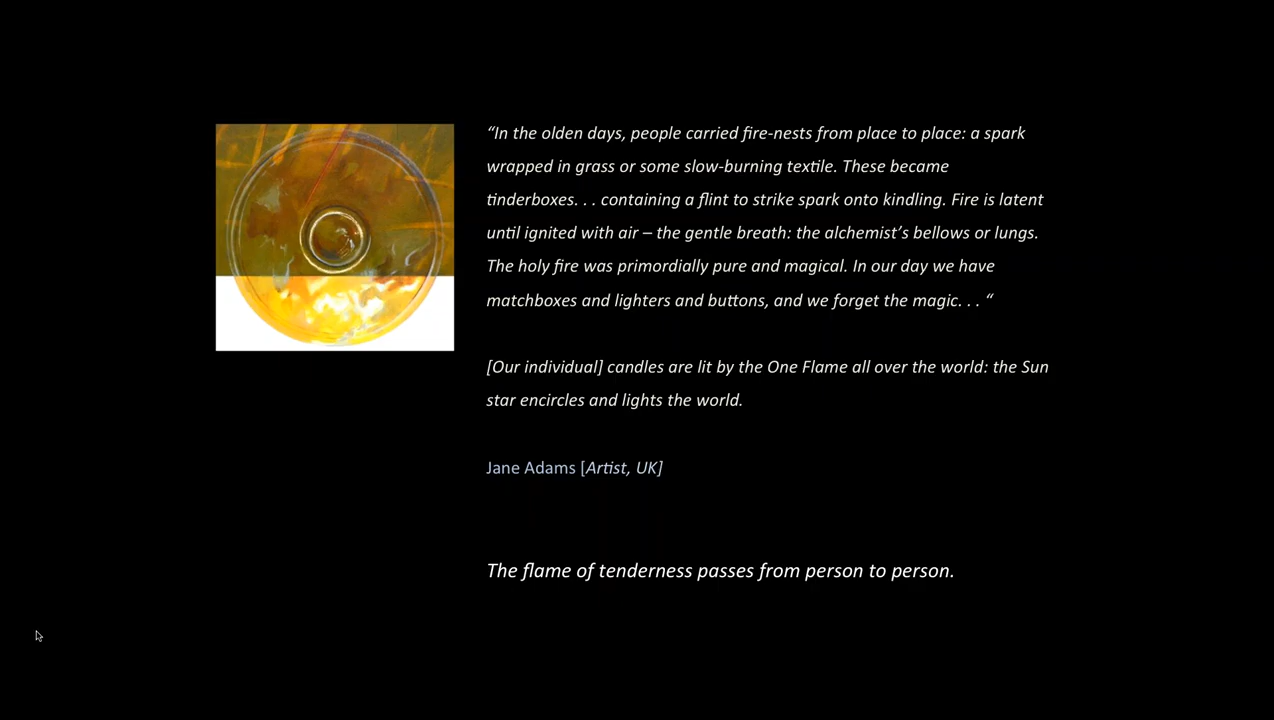 “In the olden days, people carried fire-nests from place to place: a spark
wrapped in grass or some slow-burning textile. These became
tinderboxes. . . containing a flint to strike spark onto kindling. Fire is latent
until ignited with air – the gentle breath: the alchemist’s bellows or lungs.
The holy fire was primordially pure and magical. In our day we have
matchboxes and lighters and buttons, and we forget the magic. . . “
[Our individual] candles are lit by the One Flame all over the world: the Sun
star encircles and lights the world.
Jane Adams [Artist, UK]
The flame of tenderness passes from person to person.